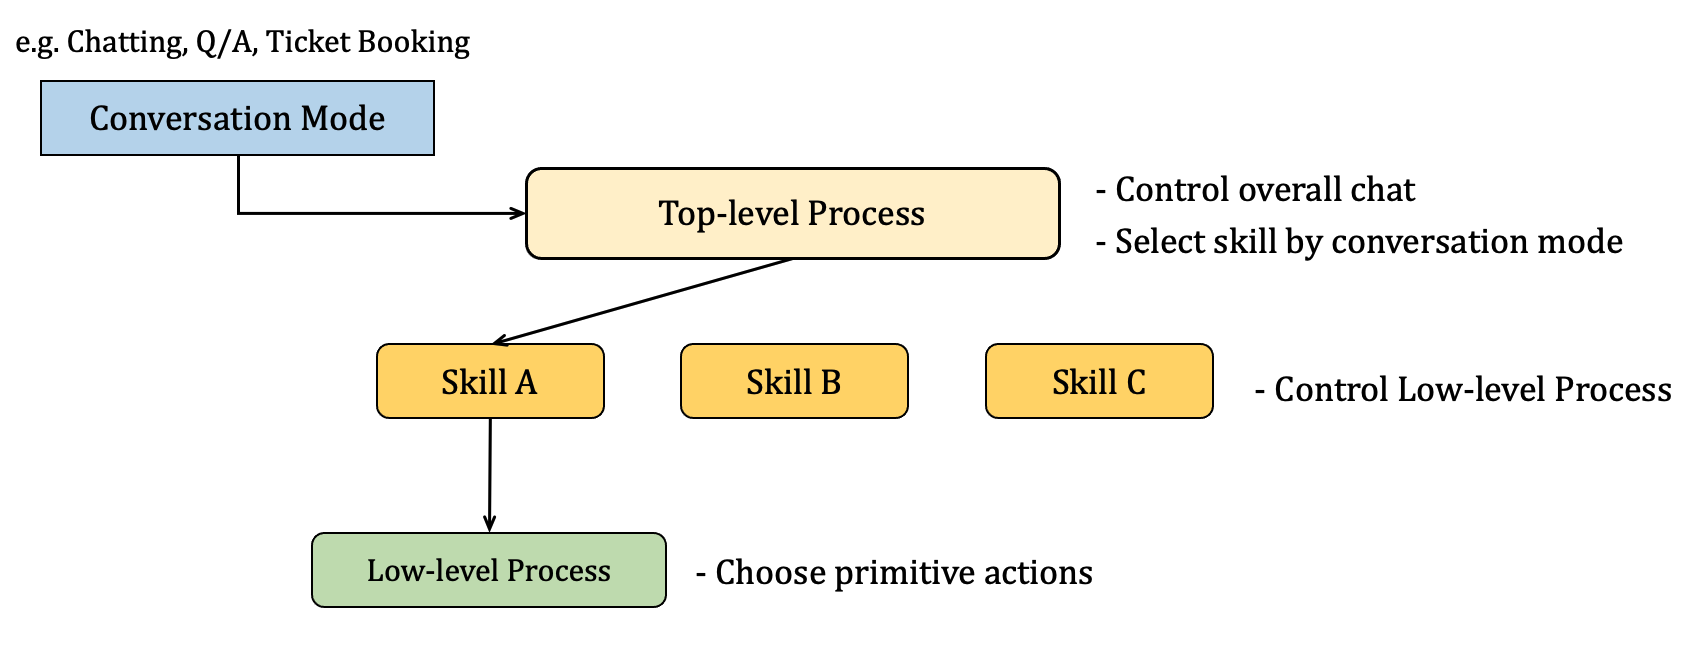 e.g. Chatting, Q/A, Ticket Booking
Conversation Mode
Top-level Process
- Control overall chat
- Select skill by conversation mode
Skill A
Skill B
Skill C
- Control Low-level Process
Low-level Process
- Choose primitive actions